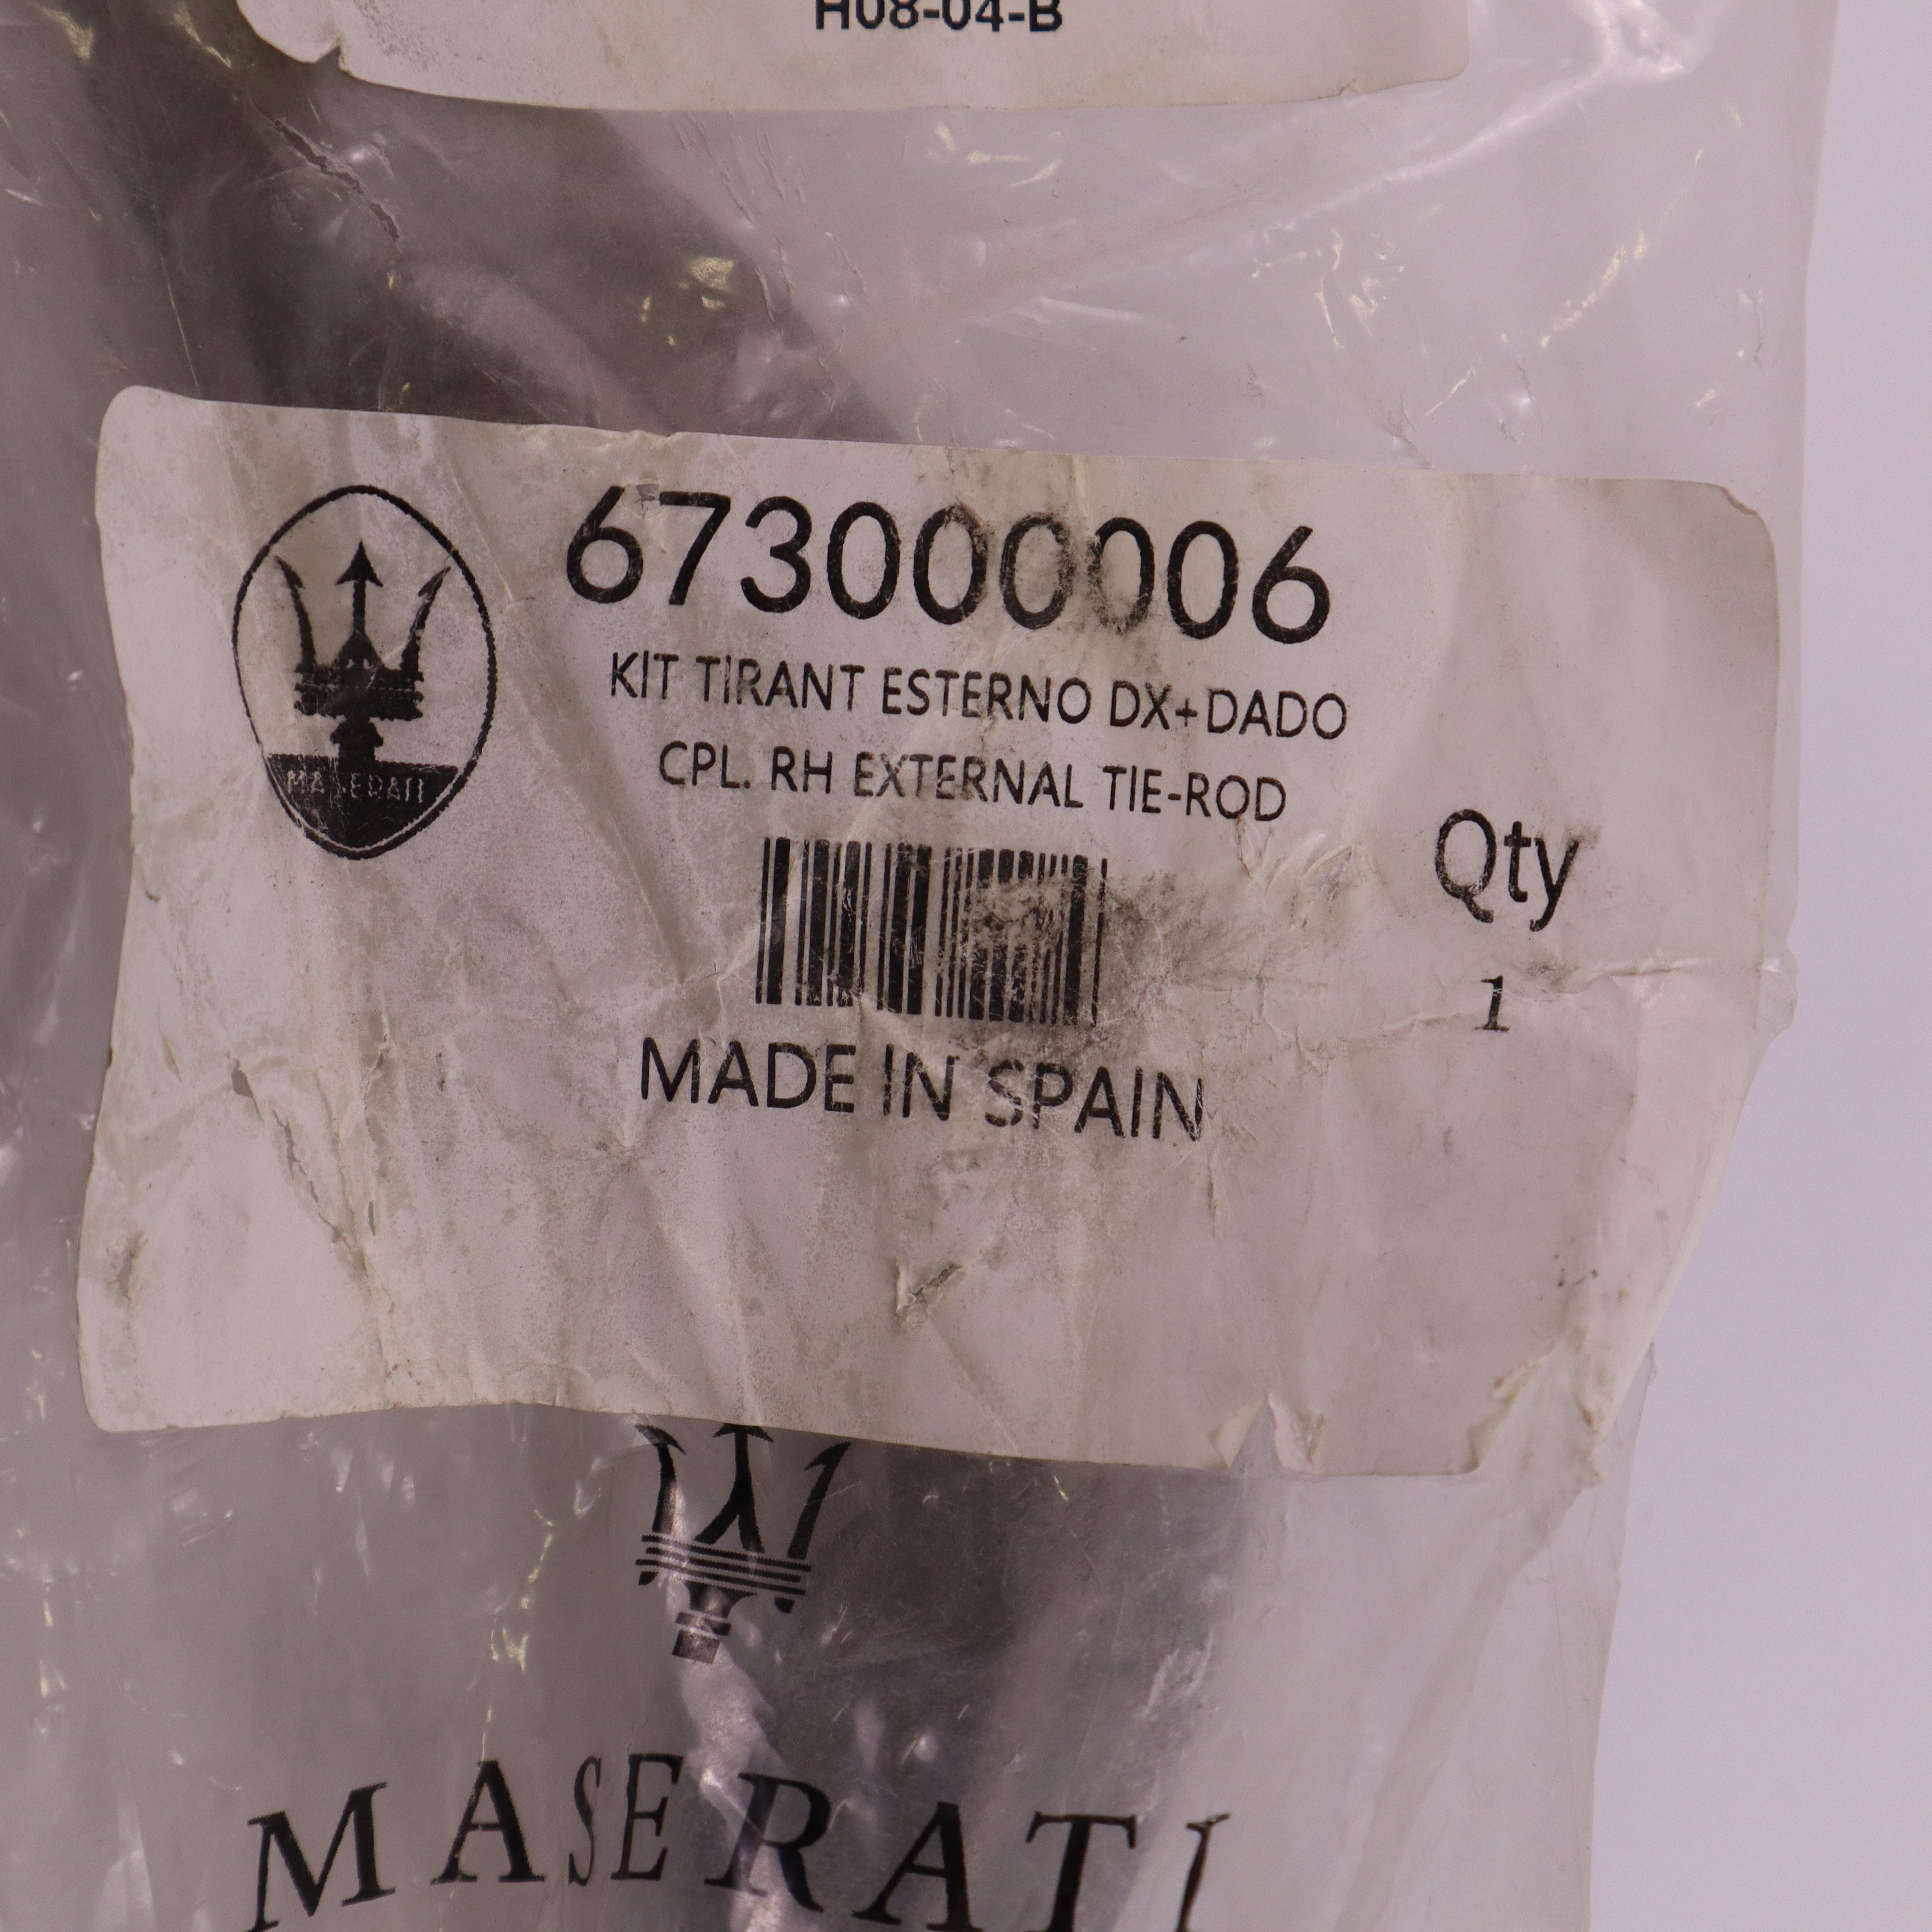 H08-04-B
673000006
KIT TIRANT ESTERNO DX+DADO
CPL. RH EXTERNAL TIE-ROD
MASERATI
Qty
1
MADE IN SPAIN
MASERATI